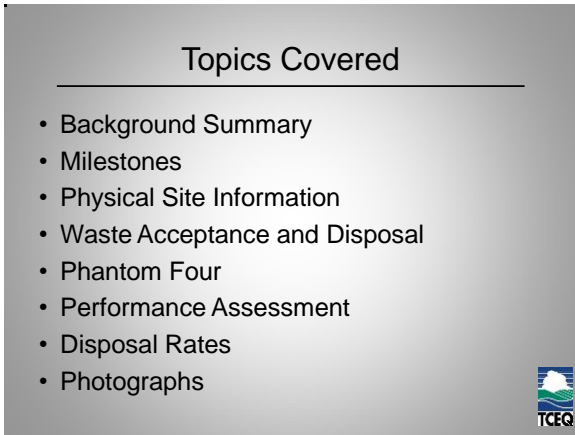 Topics Covered
• Background Summary
• Milestones
• Physical Site Information
• Waste Acceptance and Disposal
• Phantom Four
• Performance Assessment
• Disposal Rates
• Photographs
TCEQ